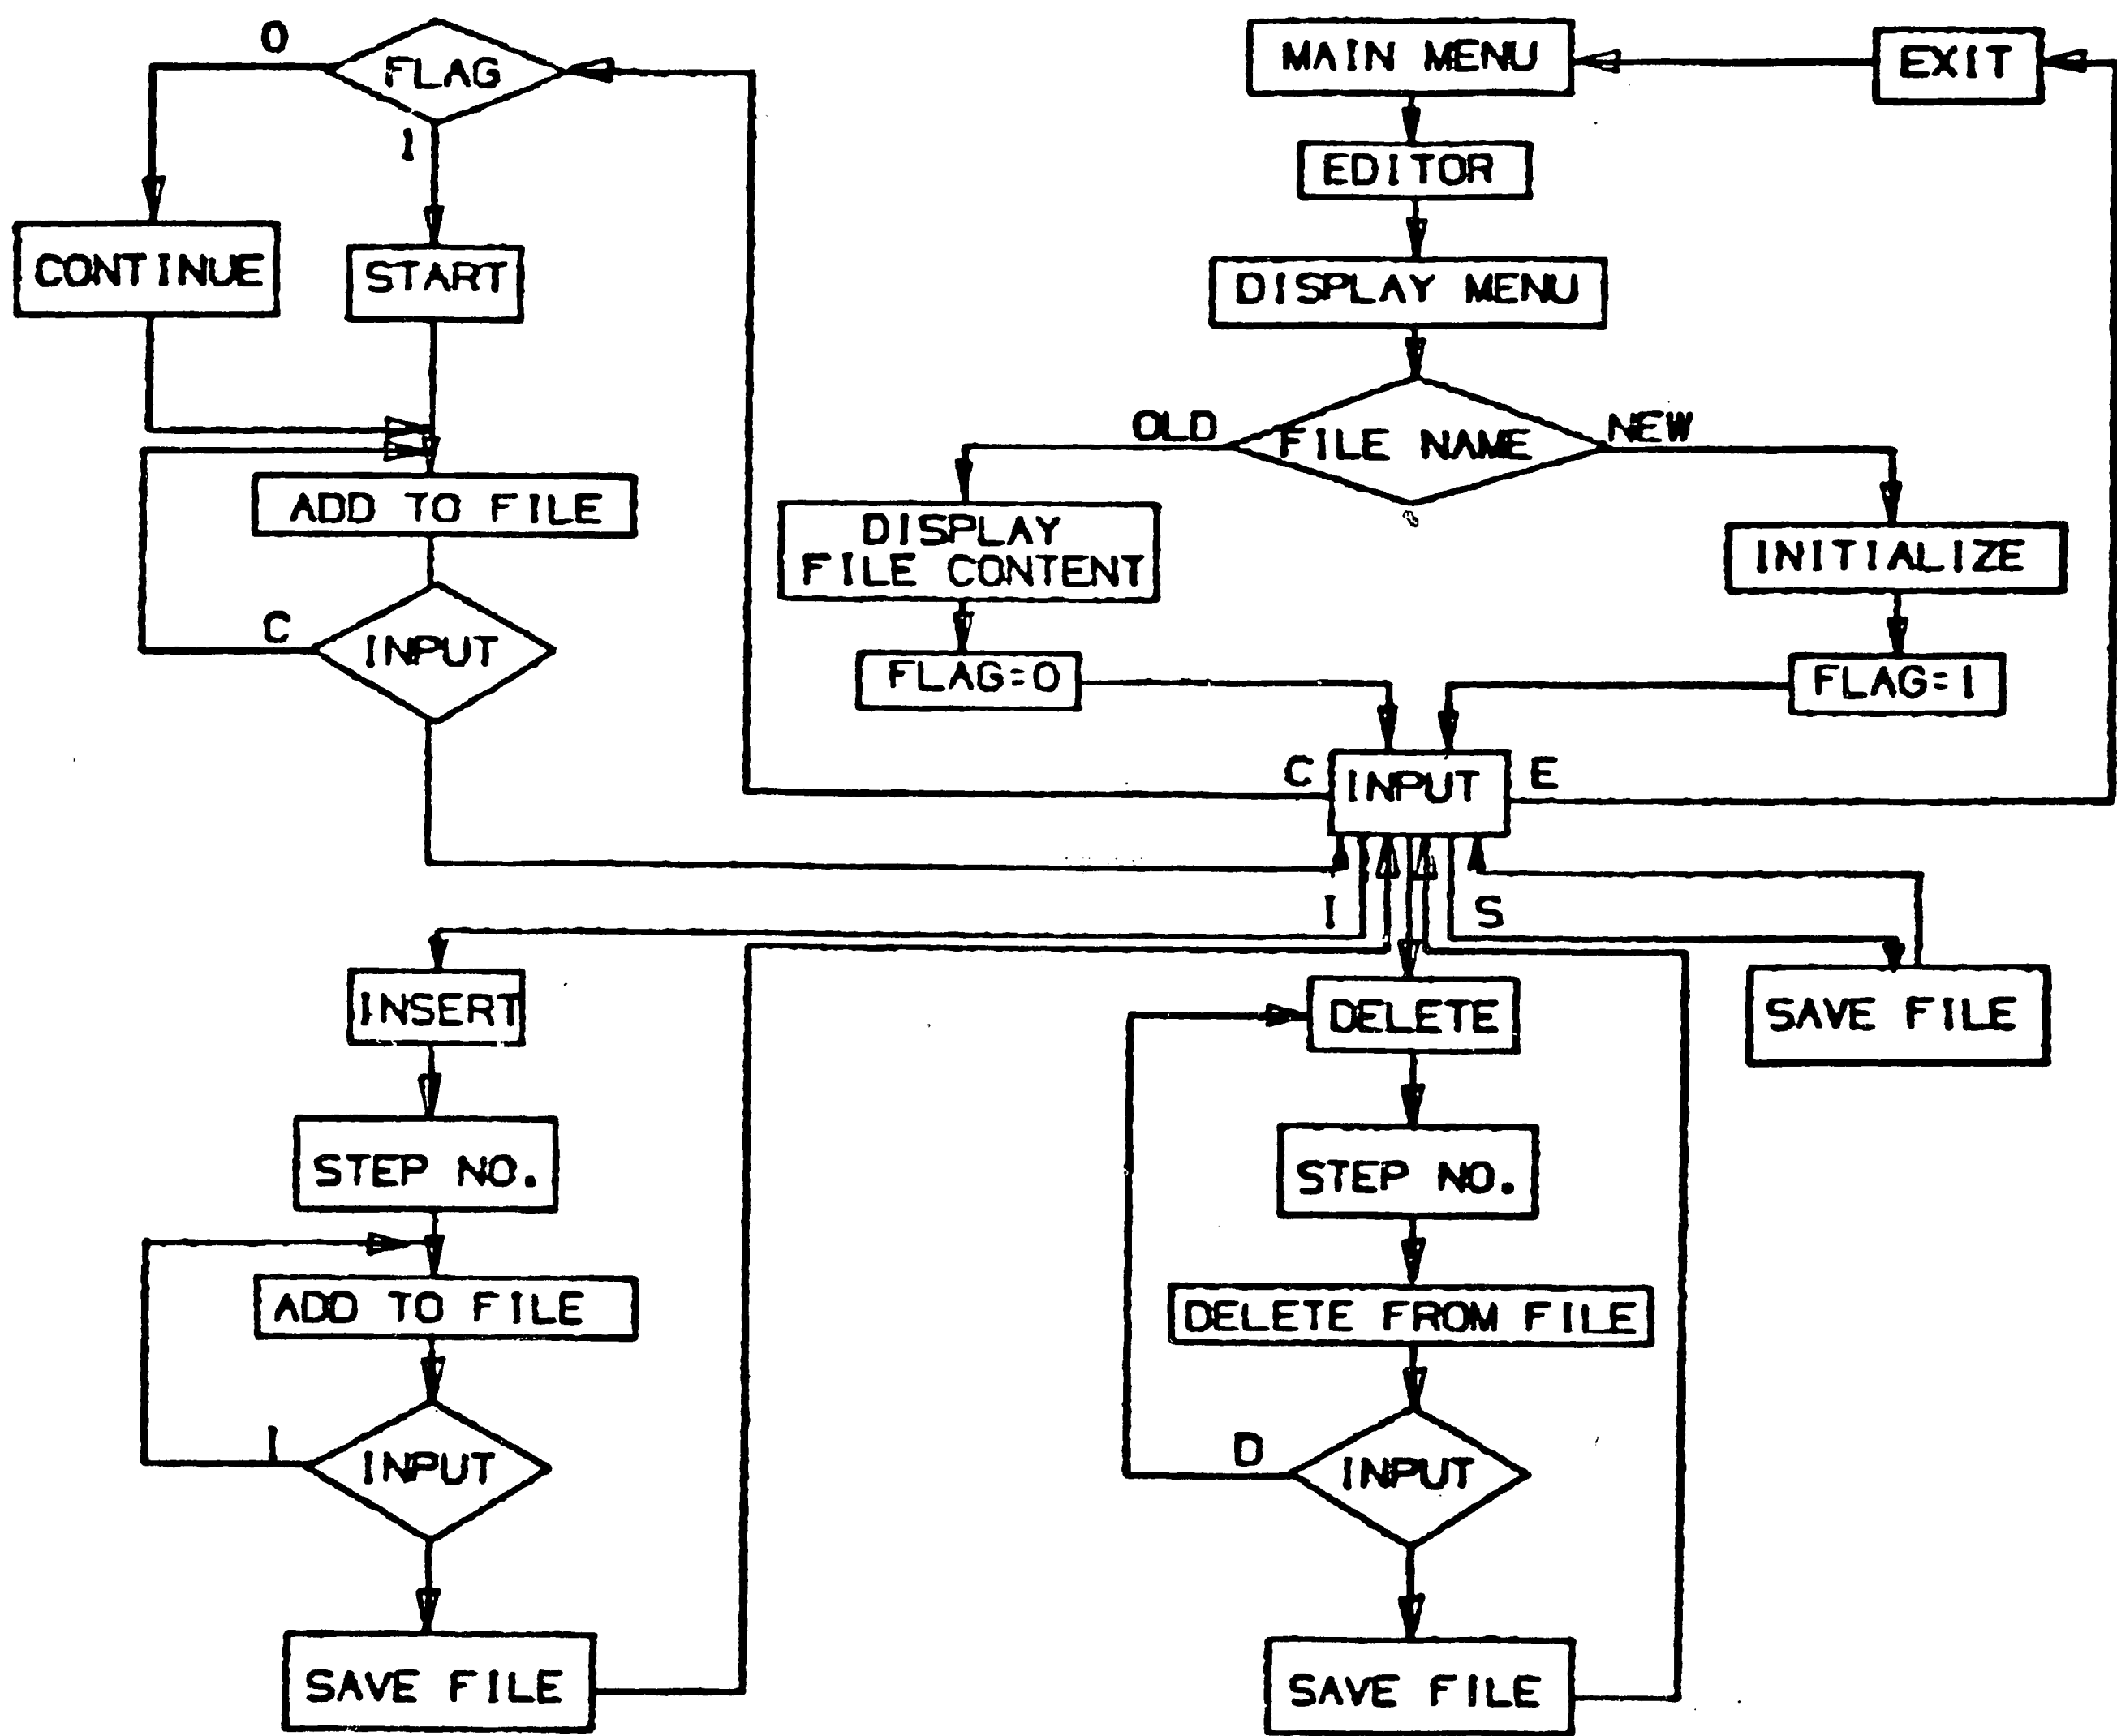 O
FLAG
1
CONTINUE
START
ADD TO FILE
C
INPUT
MAIN MENU
EXIT
EDITOR
DISPLAY MENU
OLD
FILE NAME
NEW
DISPLAY
FILE CONTENT
INITIALIZE
FLAG=0
FLAG=1
C
INPUT
E
I
S
INSERT
DELETE
SAVE FILE
STEP NO.
STEP NO.
ADD TO FILE
DELETE FROM FILE
I
INPUT
D
INPUT
SAVE FILE
SAVE FILE